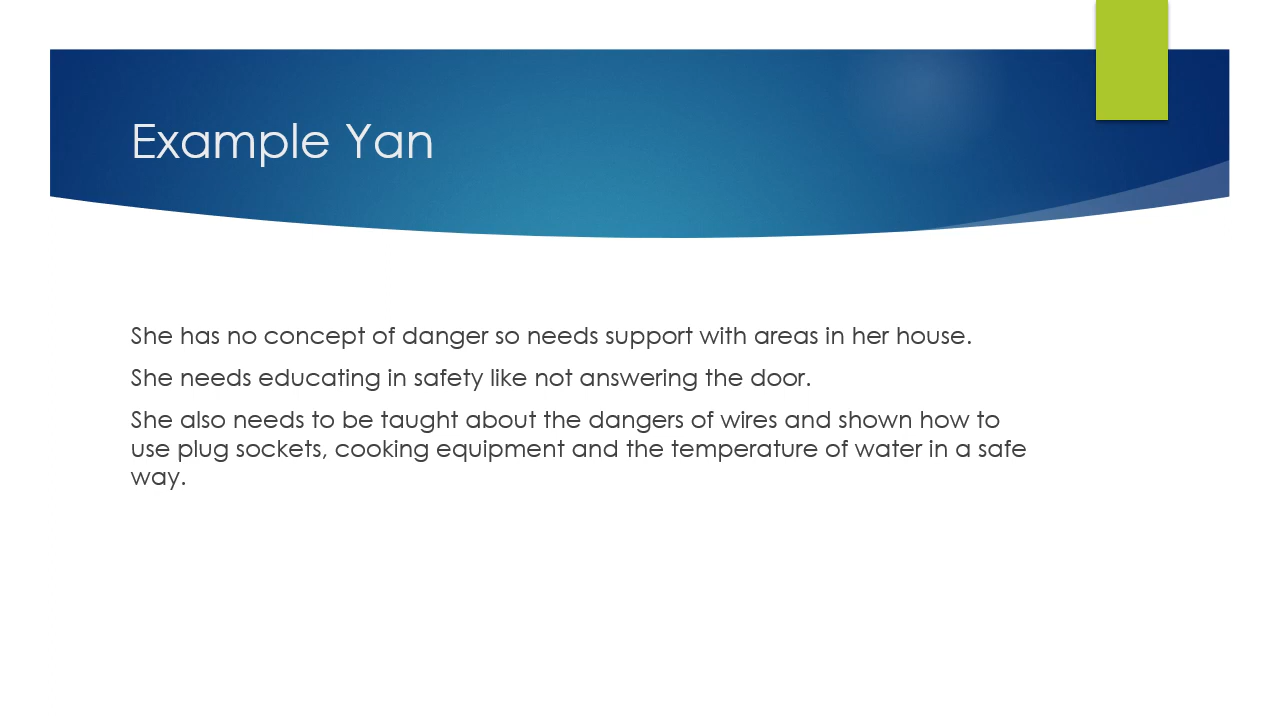 Example Yan
She has no concept of danger so needs support with areas in her house.
She needs educating in safety like not answering the door.
She also needs to be taught about the dangers of wires and shown how to
use plug sockets, cooking equipment and the temperature of water in a safe
way.